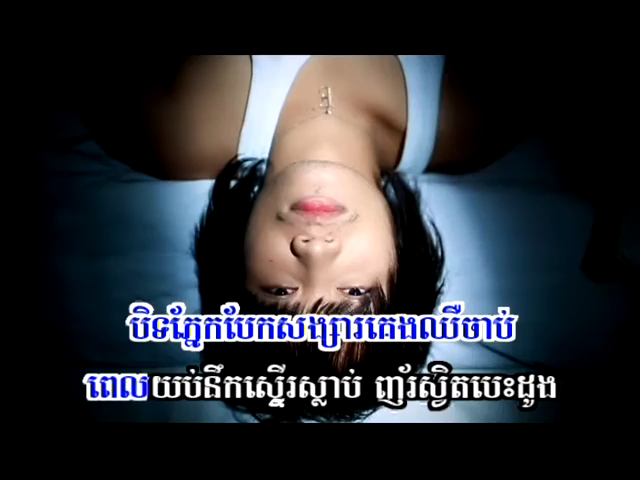 បិទភ្នែកបែកសង្សារគេងឈឺចាប់
ពេលយប់នឹកស្ទើរស្លាប់ ញ័រស្វិតបេះដូង